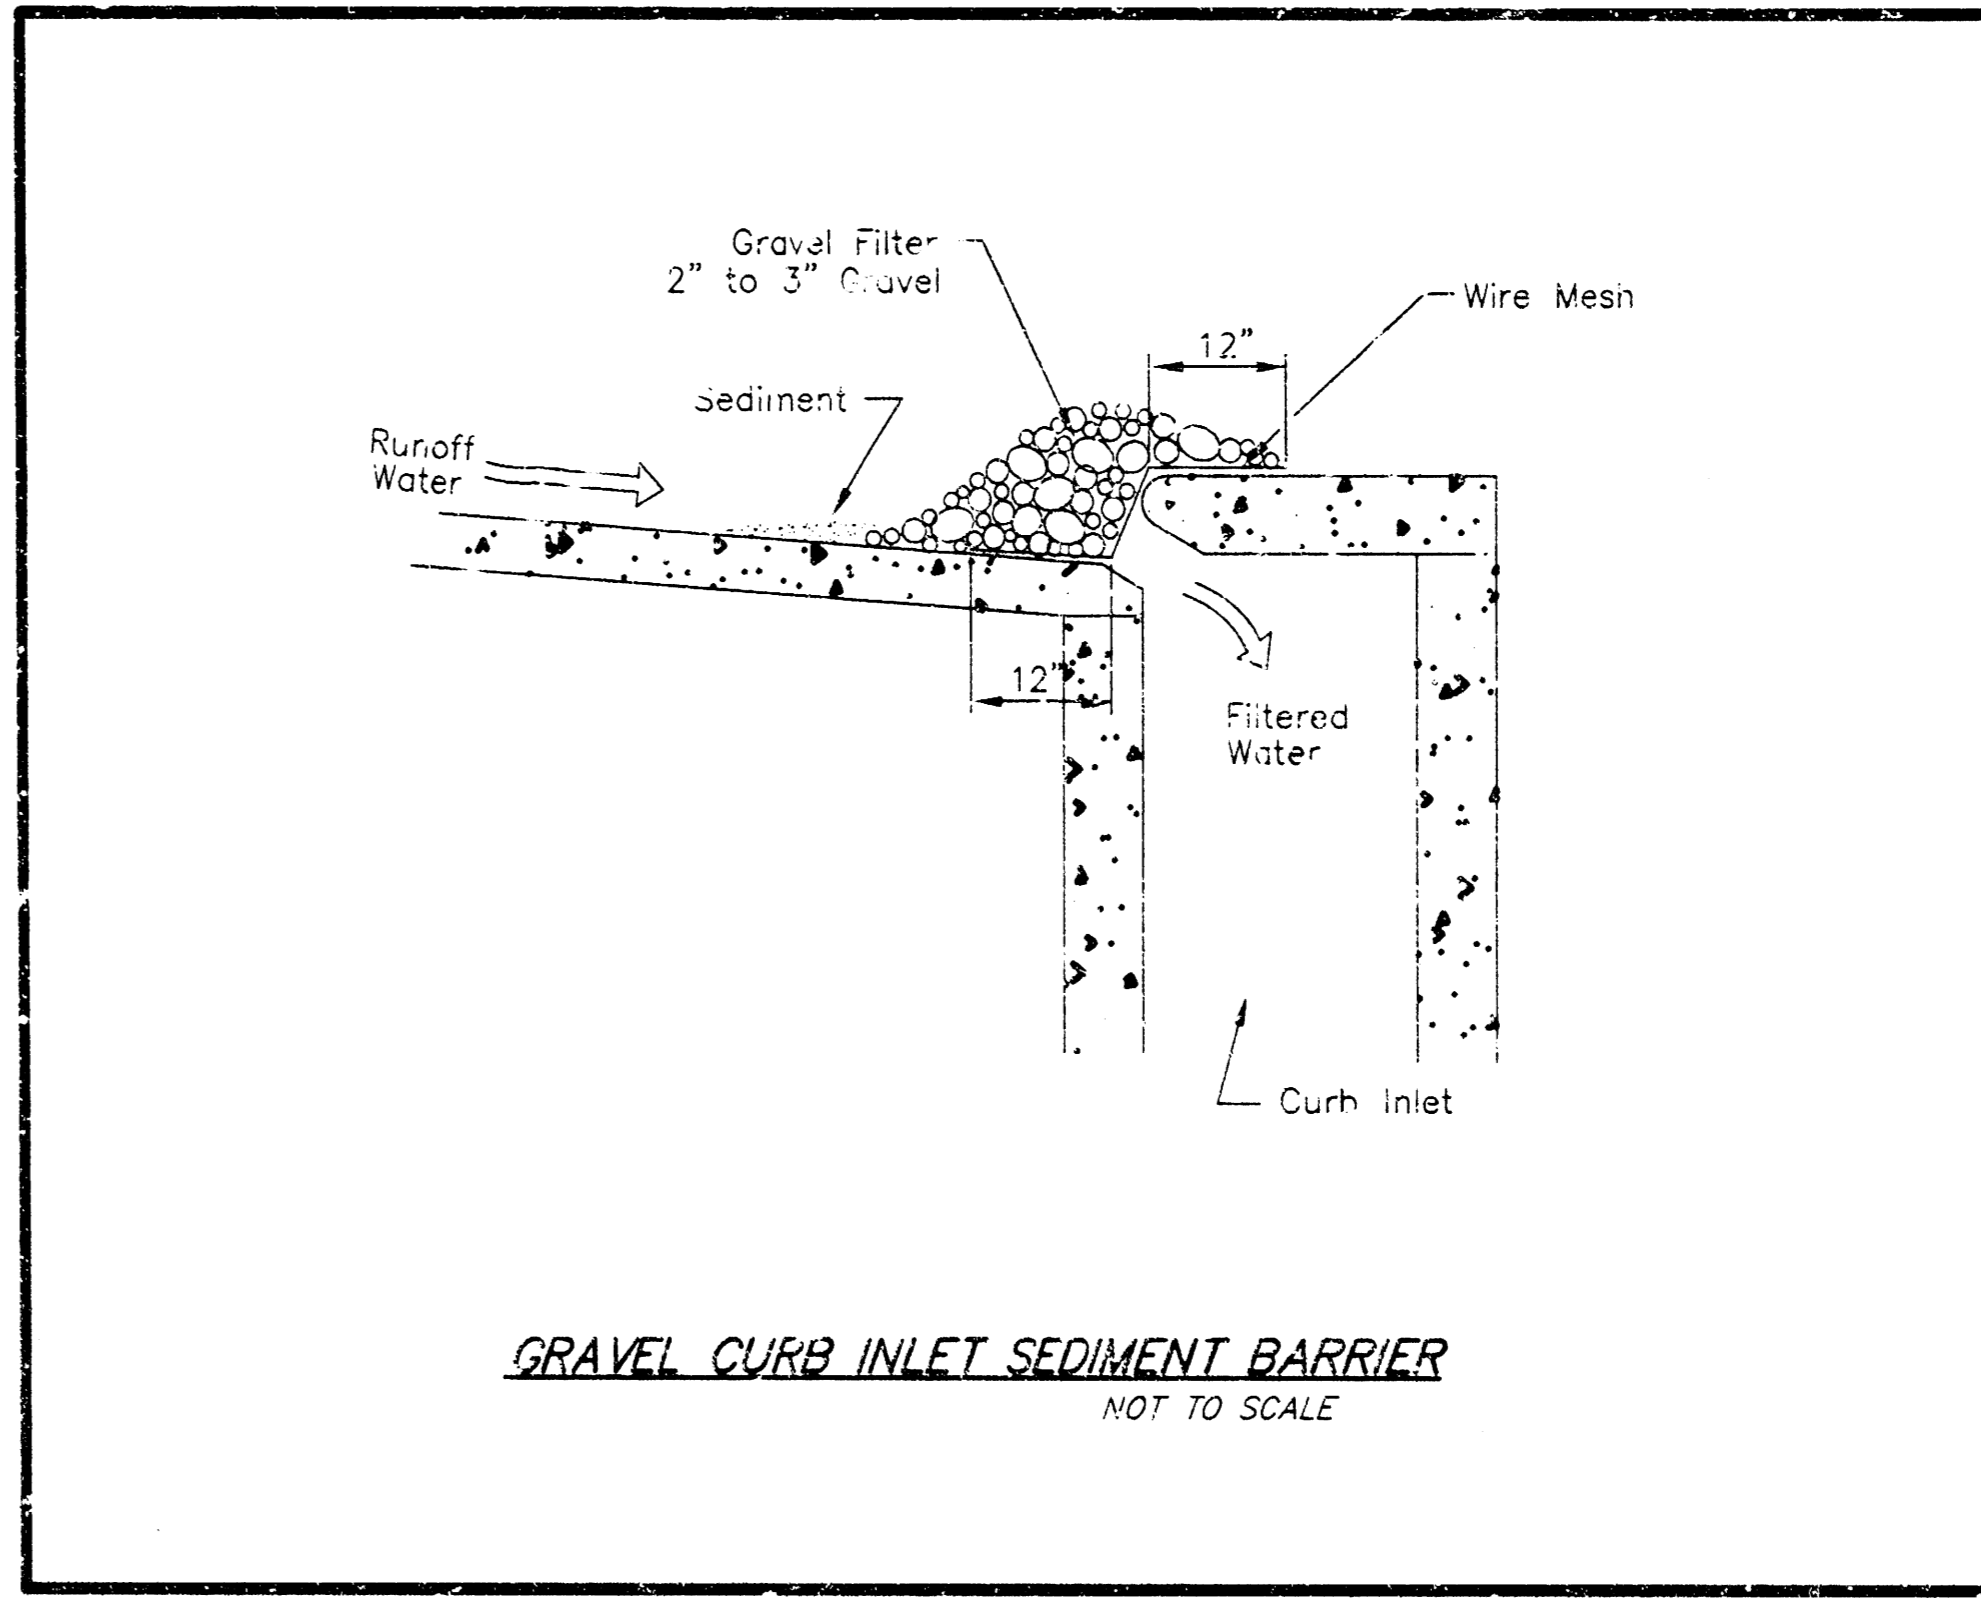 Gravel Filter
2" to 3" Gravel
Wire Mesh
12"
Sediment
Runoff
Water
12"
Filtered
Water
Curb Inlet
GRAVEL CURB INLET SEDIMENT BARRIER
NOT TO SCALE